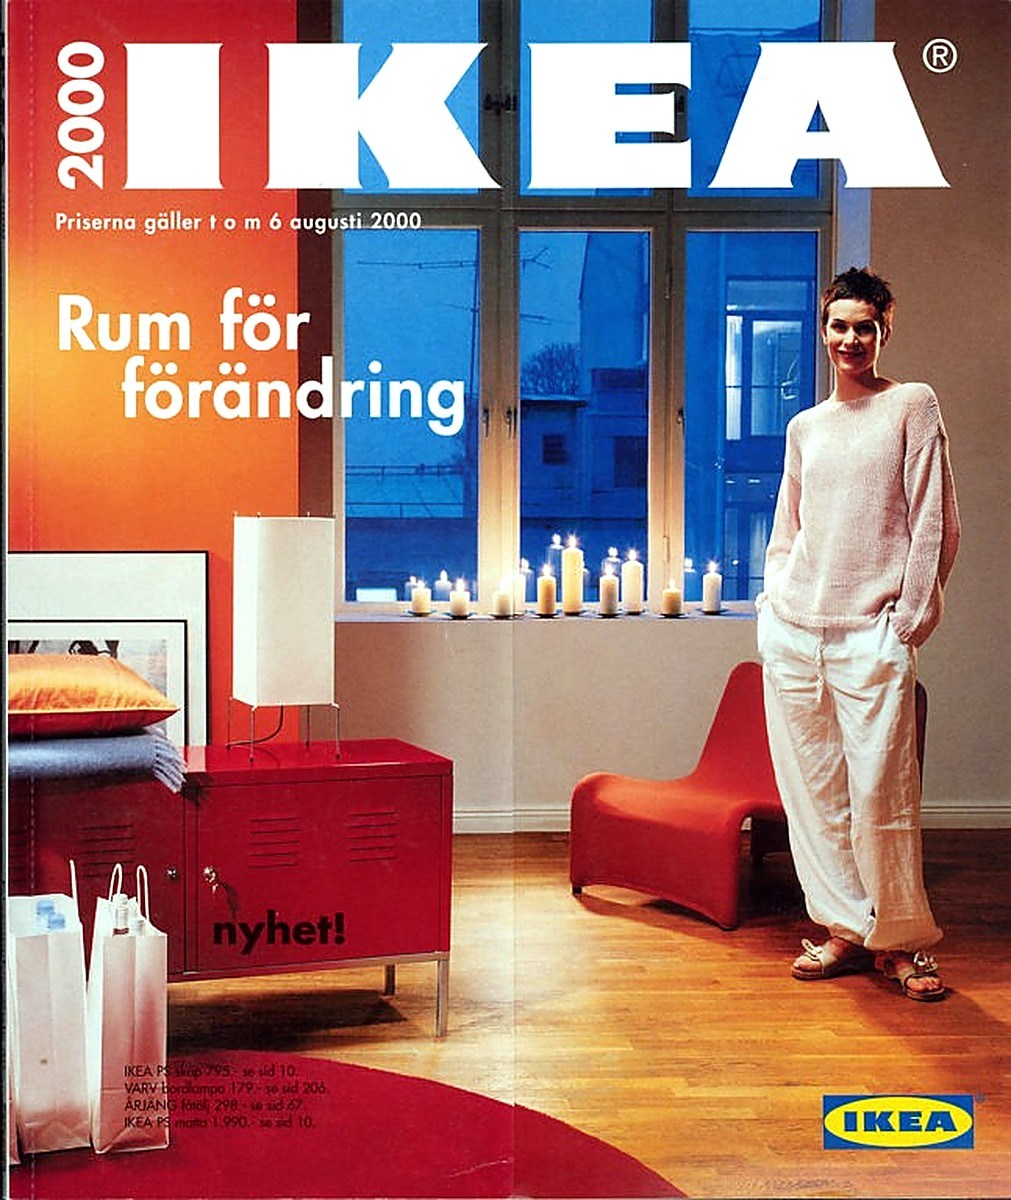 2000
IKEA®
Priserna gäller t o m 6 augusti 2000
Rum för
förändring
nyhet!
IKEA PS skåp 795.- se sid 10.
VARV bordlampa 179.- se sid 206.
ÅRJÄNG fåtölj 298.- se sid 67.
IKEA PS matta 1.990.- se sid 10.
IKEA®